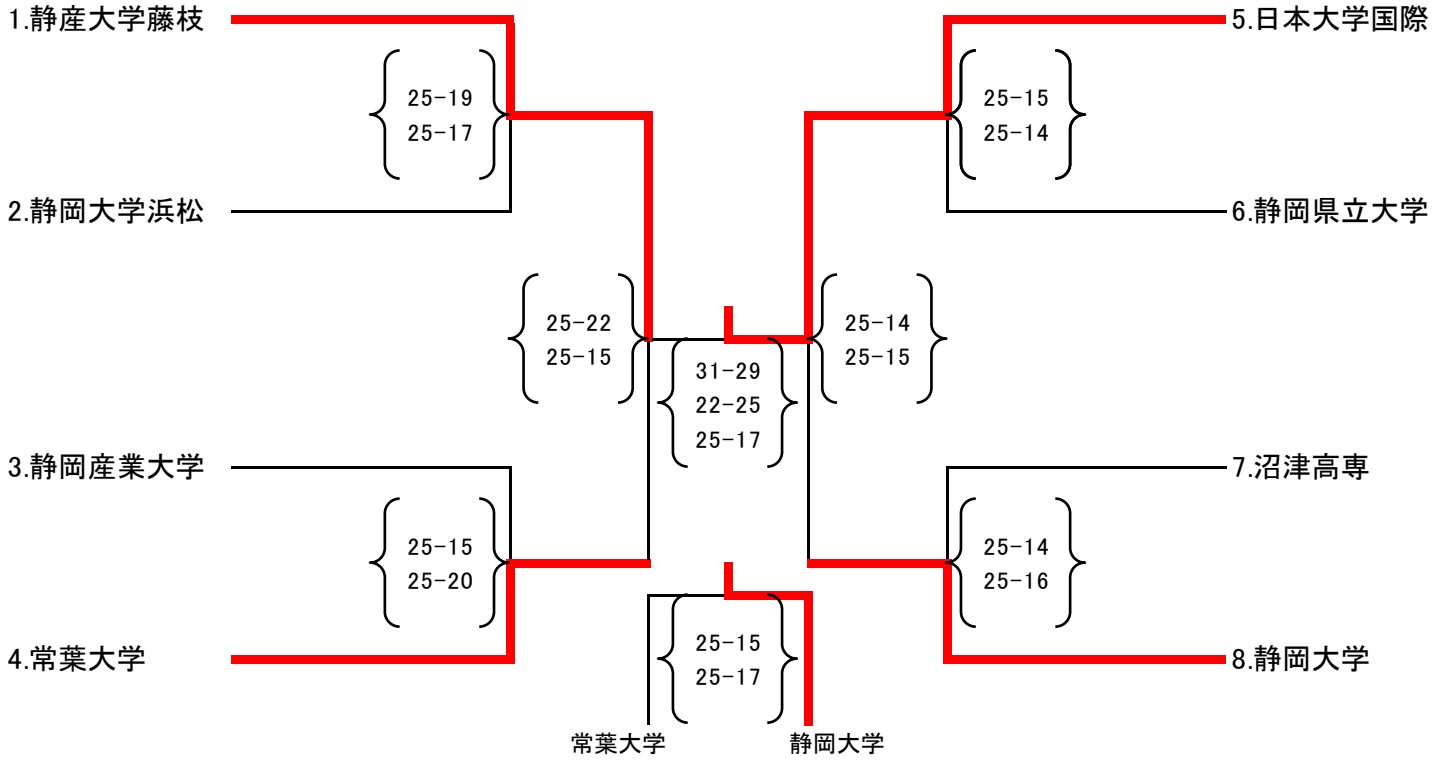 1.静産大学藤枝
5.日本大学国際
25-19
25-17
25-15
25-14
2.静岡大学浜松
6.静岡県立大学
25-22
25-15
31-29
22-25
25-17
25-14
25-15
3.静岡産業大学
7.沼津高専
25-15
25-20
25-14
25-16
4.常葉大学
25-15
25-17
8.静岡大学
常葉大学
静岡大学